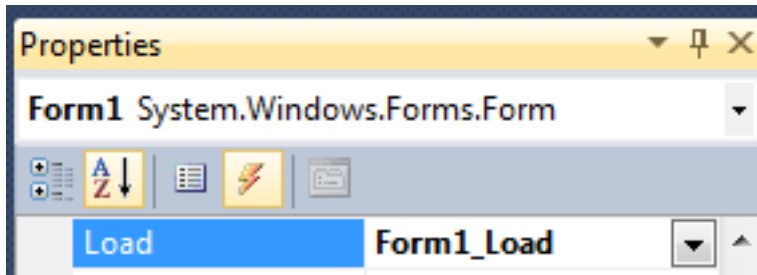 Properties
Form1 System.Windows.Forms.Form
A Z
Load Form1_Load